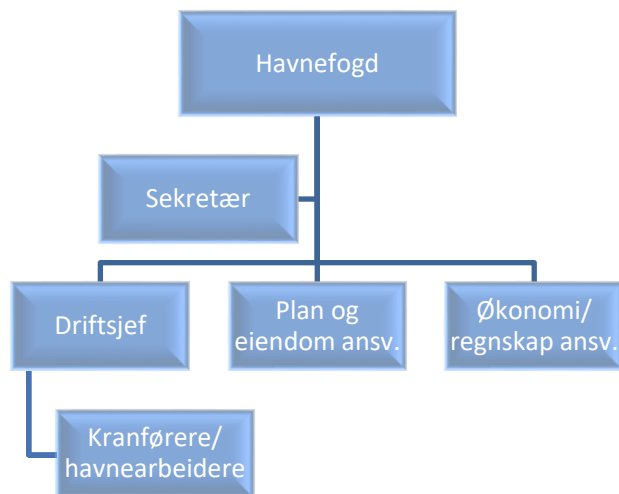 Havnefogd
Sekretær
Driftsjef
Plan og
eiendom ansv.
Økonomi/
regnskap ansv.
Kranførere/
havnearbeidere